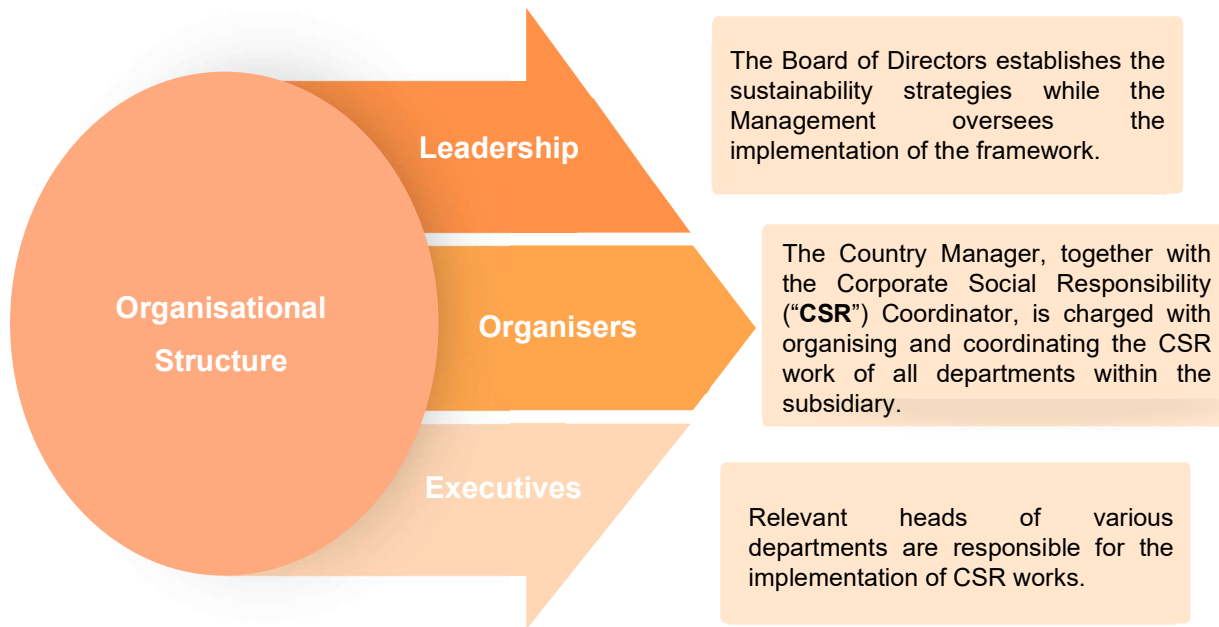 Organisational
Structure
Leadership
The Board of Directors establishes the
sustainability strategies while the
Management oversees the
implementation of the framework.
Organisers
The Country Manager, together with
the Corporate Social Responsibility
(“CSR”) Coordinator, is charged with
organising and coordinating the CSR
work of all departments within the
subsidiary.
Executives
Relevant heads of various
departments are responsible for the
implementation of CSR works.